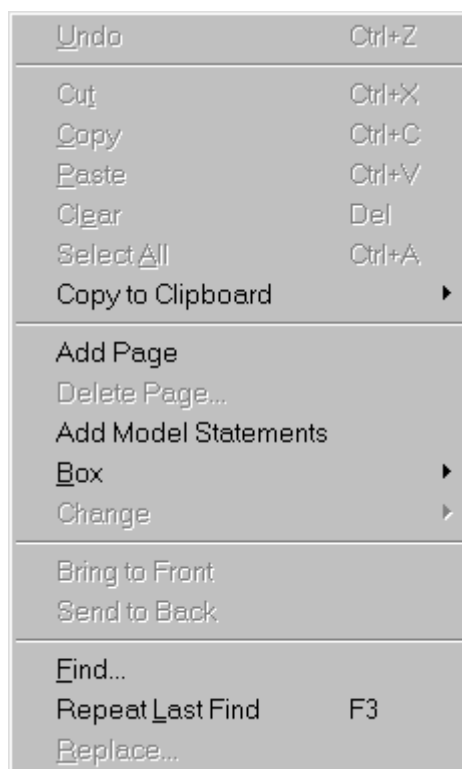 Undo Ctrl+Z
Cut Ctrl+X
Copy Ctrl+C
Paste Ctrl+V
Clear Del
Select All Ctrl+A
Copy to Clipboard
Add Page
Delete Page...
Add Model Statements
Box
Change
Bring to Front
Send to Back
Find...
Repeat Last Find F3
Replace...